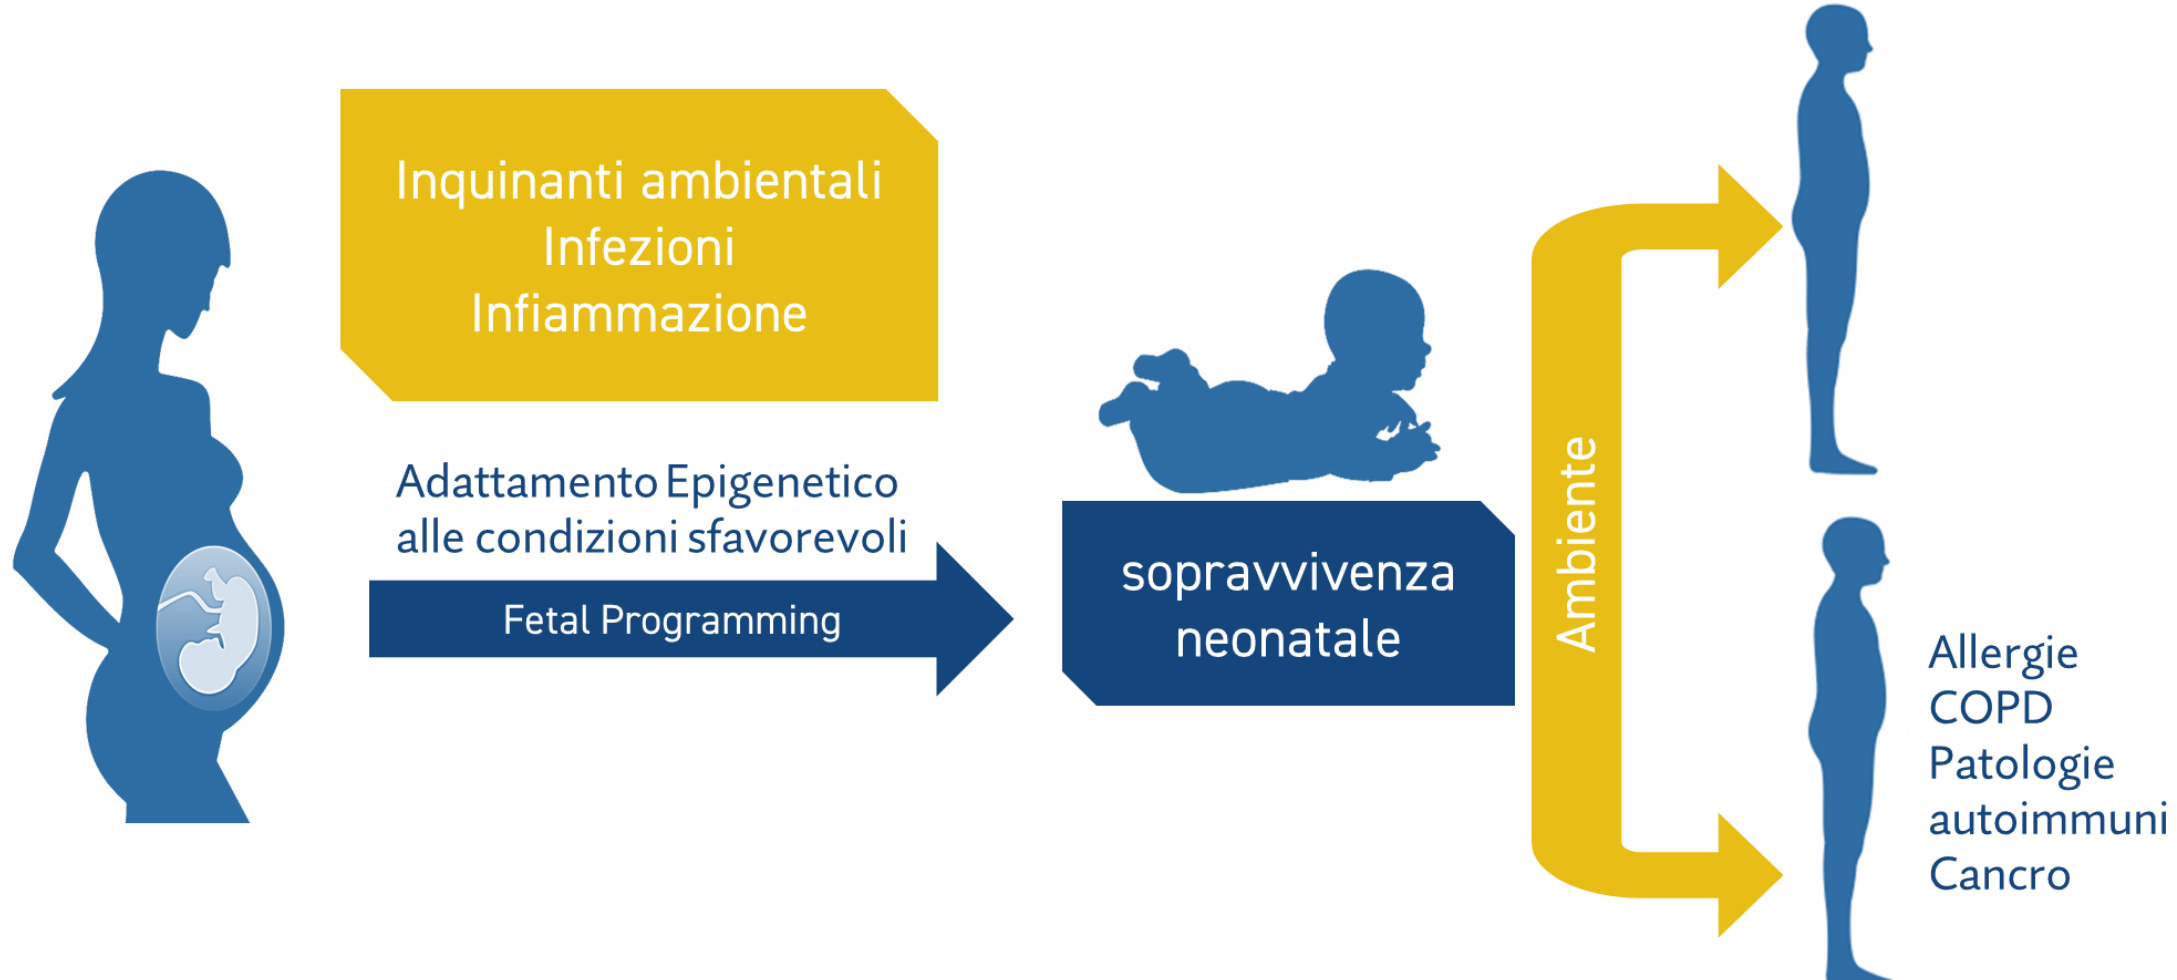 Inquinanti ambientali
Infezioni
Infiammazione
Adattamento Epigenetico
alle condizioni sfavorevoli
Fetal Programming
sopravvivenza
neonatale
Ambiente
Allergie
COPD
Patologie
autoimmuni
Cancro